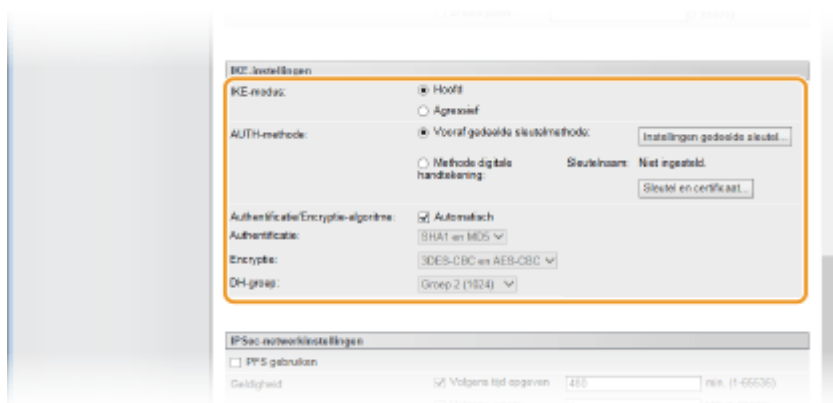 IKE-instellingen
IKE-modus: Hoofd
Agressief
AUTH-methode: Vooraf gedeelde sleutelmethode: Instellingen gedeelde sleutel...
Methode digitale handtekening: Sleutelnaam: Niet ingesteld.
Sleutel en certificaat...
Authentificatie/Encryptie-algoritme: Automatisch
Authentificatie: SHA1 en MD5
Encryptie: 3DES-CBC en AES-CBC
DH-groep: Groep 2 (1024)
IPSec-netwerkinstellingen
PFS gebruiken
Geldigheid Volgens tijd opgeven 480 min. (1-65535)